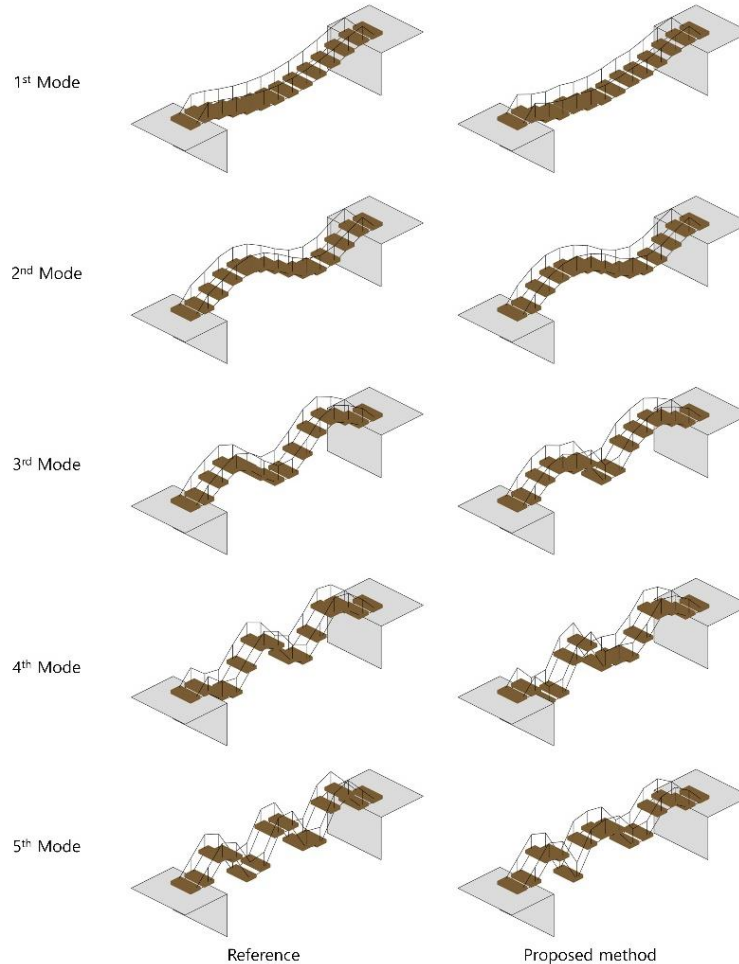 1st Mode
2nd Mode
3rd Mode
4th Mode
5th Mode
Reference
Proposed method